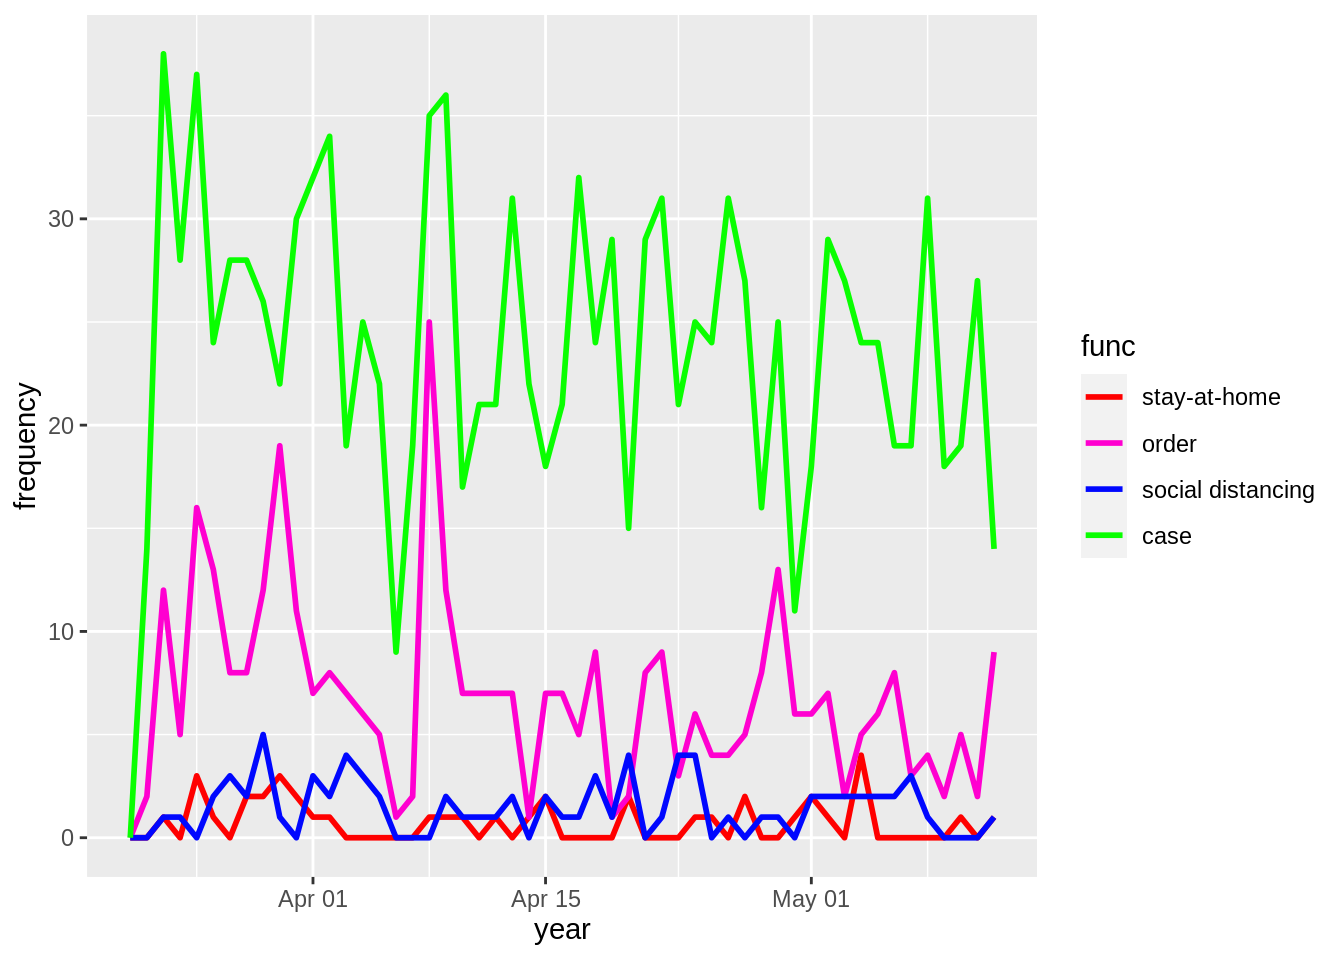 30
20
10
0
frequency
Apr 01
Apr 15
May 01
year
func
stay-at-home
order
social distancing
case